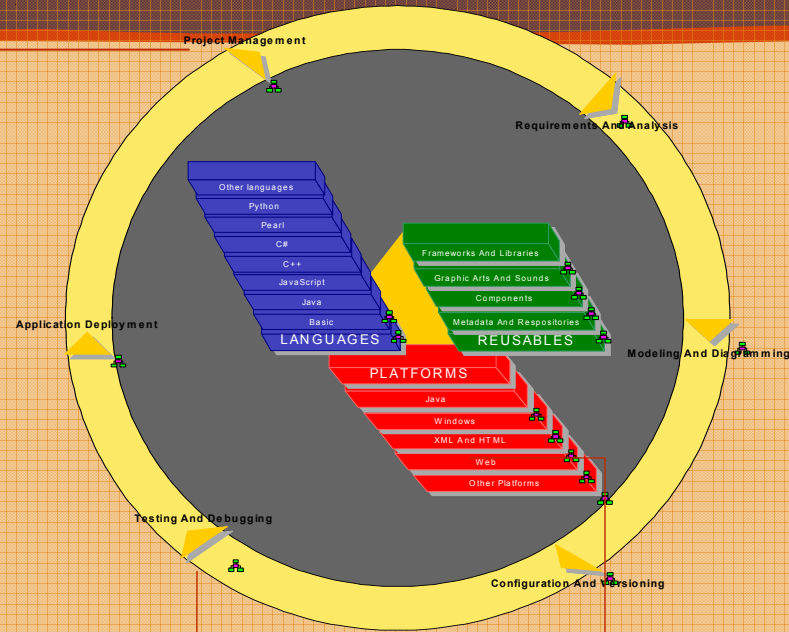 Project Management
Requirements And Analysis
Other languages
Python
Pearl
C#
C++
JavaScript
Java
Basic
LANGUAGES
Frameworks And Libraries
Graphic Arts And Sounds
Components
Metadata And Respositories
REUSABLES
Application Deployment
Modeling And Diagramming
PLATFORMS
Java
Windows
XML And HTML
Web
Other Platforms
Testing And Debugging
Configuration And Versioning